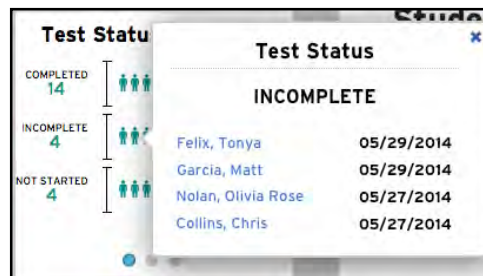 Test Statu
COMPLETED
14
INCOMPLETE
4
NOT STARTED
4
Test Status
INCOMPLETE
Felix, Tonya 05/29/2014
Garcia, Matt 05/29/2014
Nolan, Olivia Rose 05/27/2014
Collins, Chris 05/27/2014